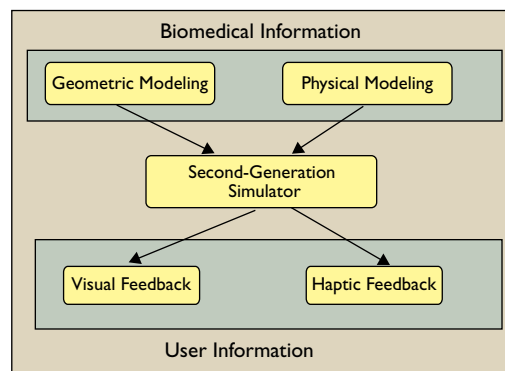 Biomedical Information
Geometric Modeling
Physical Modeling
Second-Generation
Simulator
Visual Feedback
Haptic Feedback
User Information